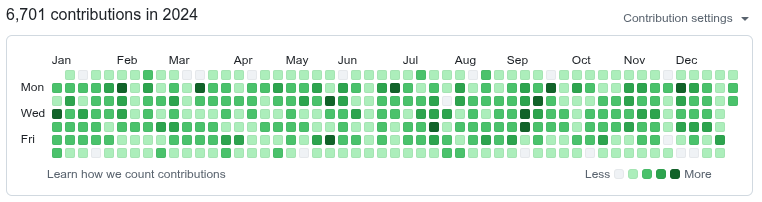 6,701 contributions in 2024
Contribution settings
Jan Feb Mar Apr May Jun Jul Aug Sep Oct Nov Dec
Mon
Wed
Fri
Learn how we count contributions
Less More